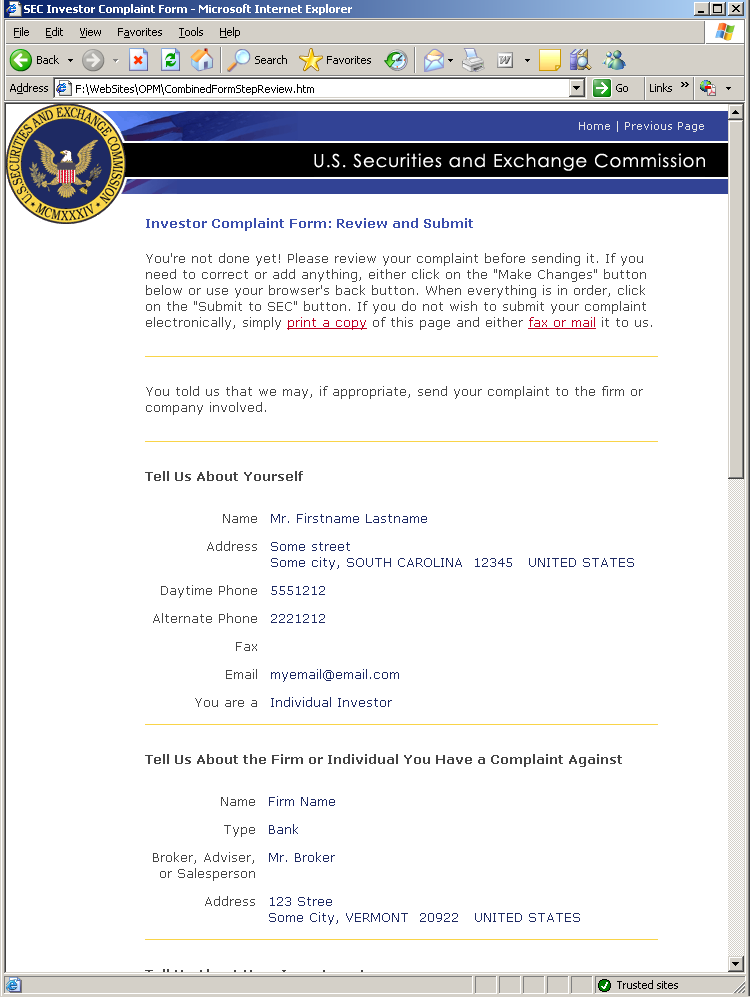 SEC Investor Complaint Form - Microsoft Internet Explorer
File Edit View Favorites Tools Help
Back Search Favorites
Address F:\WebSites\OPM\CombinedFormStepReview.htm Go Links »
Home | Previous Page
U.S. Securities and Exchange Commission
U.S. SECURITIES AND EXCHANGE COMMISSION
MCMXXXIV
Investor Complaint Form: Review and Submit
You're not done yet! Please review your complaint before sending it. If you
need to correct or add anything, either click on the "Make Changes" button
below or use your browser's back button. When everything is in order, click
on the "Submit to SEC" button. If you do not wish to submit your complaint
electronically, simply print a copy of this page and either fax or mail it to us.
You told us that we may, if appropriate, send your complaint to the firm or
company involved.
Tell Us About Yourself
Name Mr. Firstname Lastname
Address Some street
Some city, SOUTH CAROLINA 12345 UNITED STATES
Daytime Phone 5551212
Alternate Phone 2221212
Fax
Email myemail@email.com
You are a Individual Investor
Tell Us About the Firm or Individual You Have a Complaint Against
Name Firm Name
Type Bank
Broker, Adviser, Mr. Broker
or Salesperson
Address 123 Stree
Some City, VERMONT 20922 UNITED STATES
Trusted sites